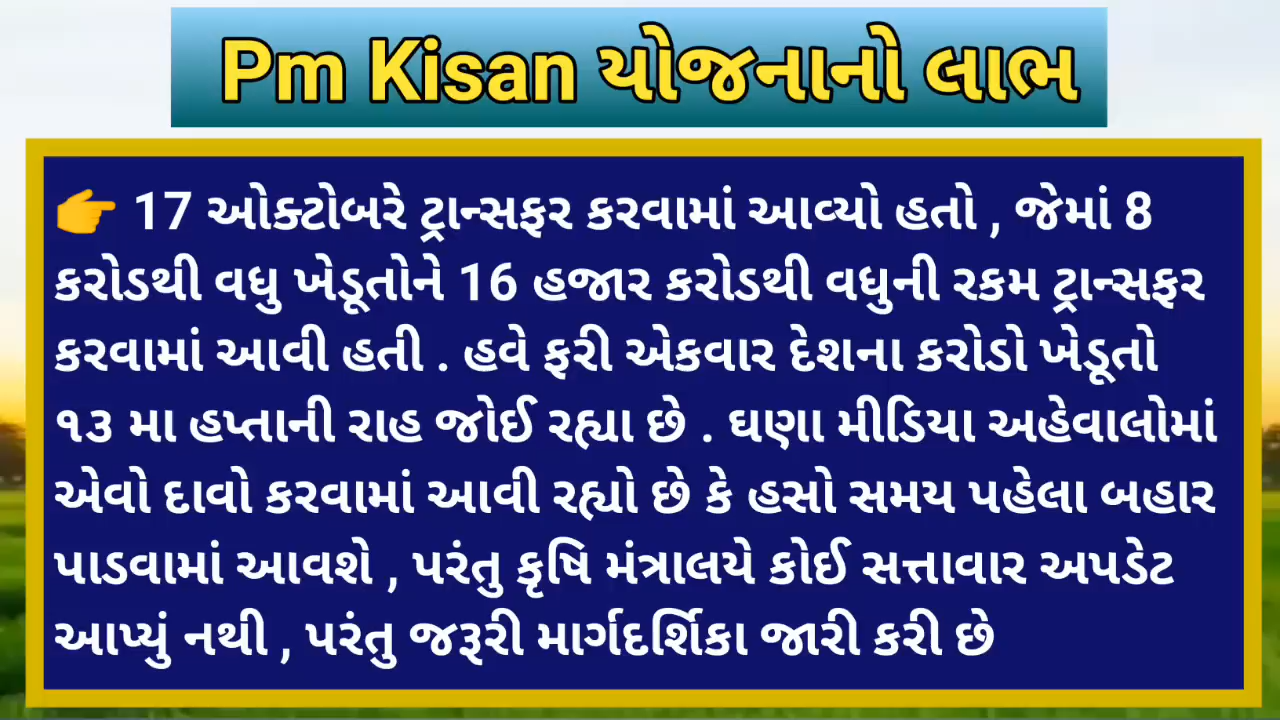 Pm Kisan યોજનાનો લાભ
👉 17 ઓક્ટોબરે ટ્રાન્સફર કરવામાં આવ્યો હતો , જેમાં 8
કરોડથી વધુ ખેડૂતોને 16 હજાર કરોડથી વધુની રકમ ટ્રાન્સફર
કરવામાં આવી હતી . હવે ફરી એકવાર દેશના કરોડો ખેડૂતો
૧૩ મા હપ્તાની રાહ જોઈ રહ્યા છે . ઘણા મીડિયા અહેવાલોમાં
એવો દાવો કરવામાં આવી રહ્યો છે કે હસો સમય પહેલા બહાર
પાડવામાં આવશે , પરંતુ કૃષિ મંત્રાલયે કોઈ સત્તાવાર અપડેટ
આપ્યું નથી , પરંતુ જરૂરી માર્ગદર્શિકા જારી કરી છે